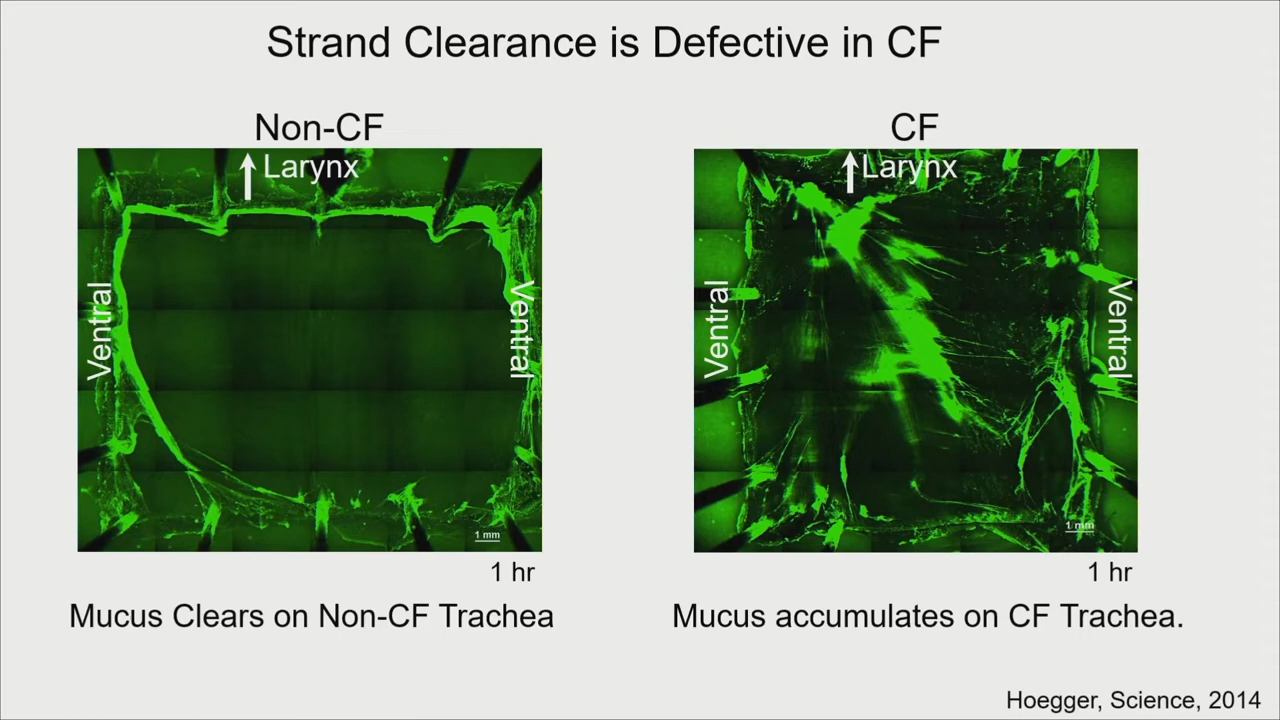 Strand Clearance is Defective in CF
Non-CF
Larynx
Ventral
Ventral
1 mm
1 hr
Mucus Clears on Non-CF Trachea
CF
Larynx
Ventral
Ventral
1 mm
1 hr
Mucus accumulates on CF Trachea.
Hoegger, Science, 2014